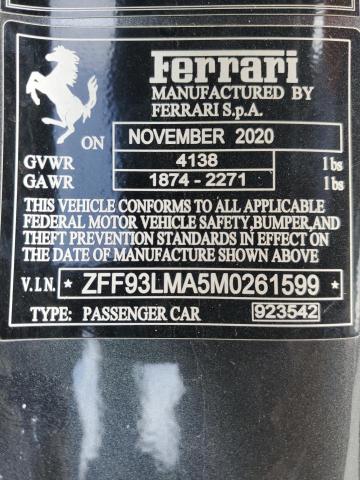 Ferrari
MANUFACTURED BY
FERRARI S.p.A.
ON NOVEMBER 2020
GVWR 4138 lbs
GAWR 1874 - 2271 lbs
THIS VEHICLE CONFORMS TO ALL APPLICABLE
FEDERAL MOTOR VEHICLE SAFETY,BUMPER,AND
THEFT PREVENTION STANDARDS IN EFFECT ON
THE DATE OF MANUFACTURE SHOWN ABOVE
V.I.N. * ZFF93LMA5M0261599 *
TYPE: PASSENGER CAR 923542